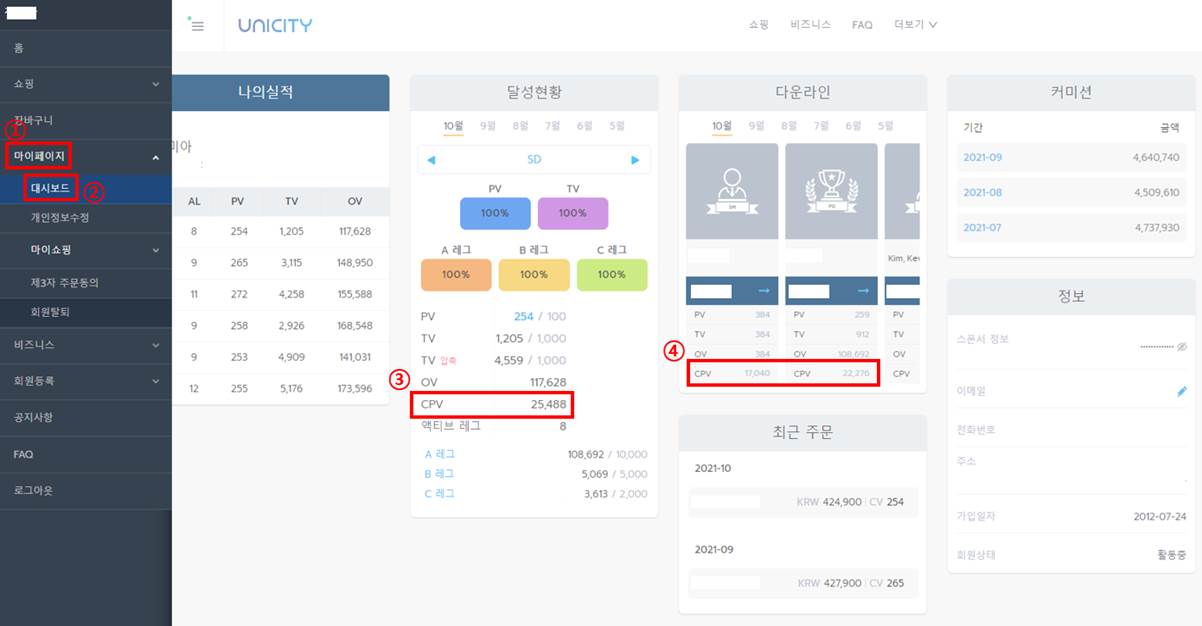 홈
쇼핑
장바구니
①
마이페이지
대시보드
②
개인정보수정
마이쇼핑
제3자 주문동의
회원탈퇴
비즈니스
회원등록
공지사항
FAQ
로그아웃
UNICITY
쇼핑 비즈니스 FAQ 더보기
나의실적
미아
:
AL PV TV OV
8 254 1,205 117,628
9 265 3,115 148,950
11 272 4,258 155,588
9 258 2,926 168,548
9 253 4,909 141,031
12 255 5,176 173,596
달성현황
10월 9월 8월 7월 6월 5월
SD
PV TV
100% 100%
A 레그 B 레그 C 레그
100% 100% 100%
PV 254 / 100
TV 1,205 / 1,000
TV 압축 4,559 / 1,000
③
OV 117,628
CPV 25,488
액티브 레그 8
A 레그 108,692 / 10,000
B 레그 5,069 / 5,000
C 레그 3,613 / 2,000
다운라인
10월 9월 8월 7월 6월 5월
SM PD
Kim, Kev
PV 384 PV 259 PV
TV 384 TV 912 TV
④
OV 384 OV 108,692 OV
CPV 17,040 CPV 22,276 CPV
최근 주문
2021-10
KRW 424,900 | CV 254
2021-09
KRW 427,900 | CV 265
커미션
기간 금액
2021-09 4,640,740
2021-08 4,509,610
2021-07 4,737,930
정보
스폰서 정보 ............
이메일
전화번호
주소
가입일자 2012-07-24
회원상태 활동중